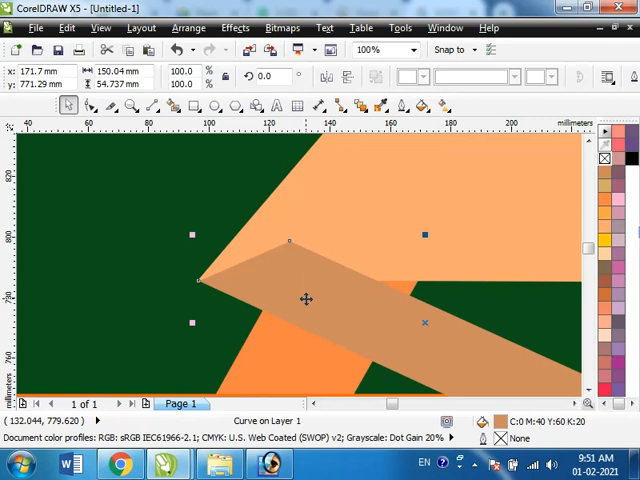 CorelDRAW X5 - [Untitled-1]
File Edit View Layout Arrange Effects Bitmaps Text Table Tools Window Help
100% Snap to
x: 171.7 mm 150.04 mm 100.0 % 0.0 °
y: 771.29 mm 54.737 mm 100.0 %
40 60 80 100 120 140 160 180 200 millimeters
820
800
760
millimeters
1 of 1 Page 1
(132.044, 779.620) Curve on Layer 1 C:0 M:40 Y:60 K:20
Document color profiles: RGB: sRGB IEC61966-2.1; CMYK: U.S. Web Coated (SWOP) v2; Grayscale: Dot Gain 20% None
EN 9:51 AM
01-02-2021